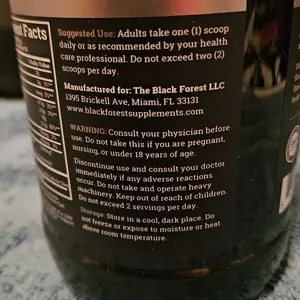 nt Facts
Suggested Use: Adults take one (1) scoop
daily or as recommended by your health
care professional. Do not exceed two (2)
scoops per day.
Manufactured for: The Black Forest LLC
1395 Brickell Ave, Miami, FL 33131
www.blackforestsupplements.com
WARNING: Consult your physician before
use. Do not take this if you are pregnant,
nursing, or under 18 years of age.
Discontinue use and consult your doctor
immediately if any adverse reactions
occur. Do not take and operate heavy
machinery. Keep out of reach of children.
Do not exceed 2 servings per day.
Storage: Store in a cool, dark place. Do
not freeze or expose to moisture or heat
above room temperature.